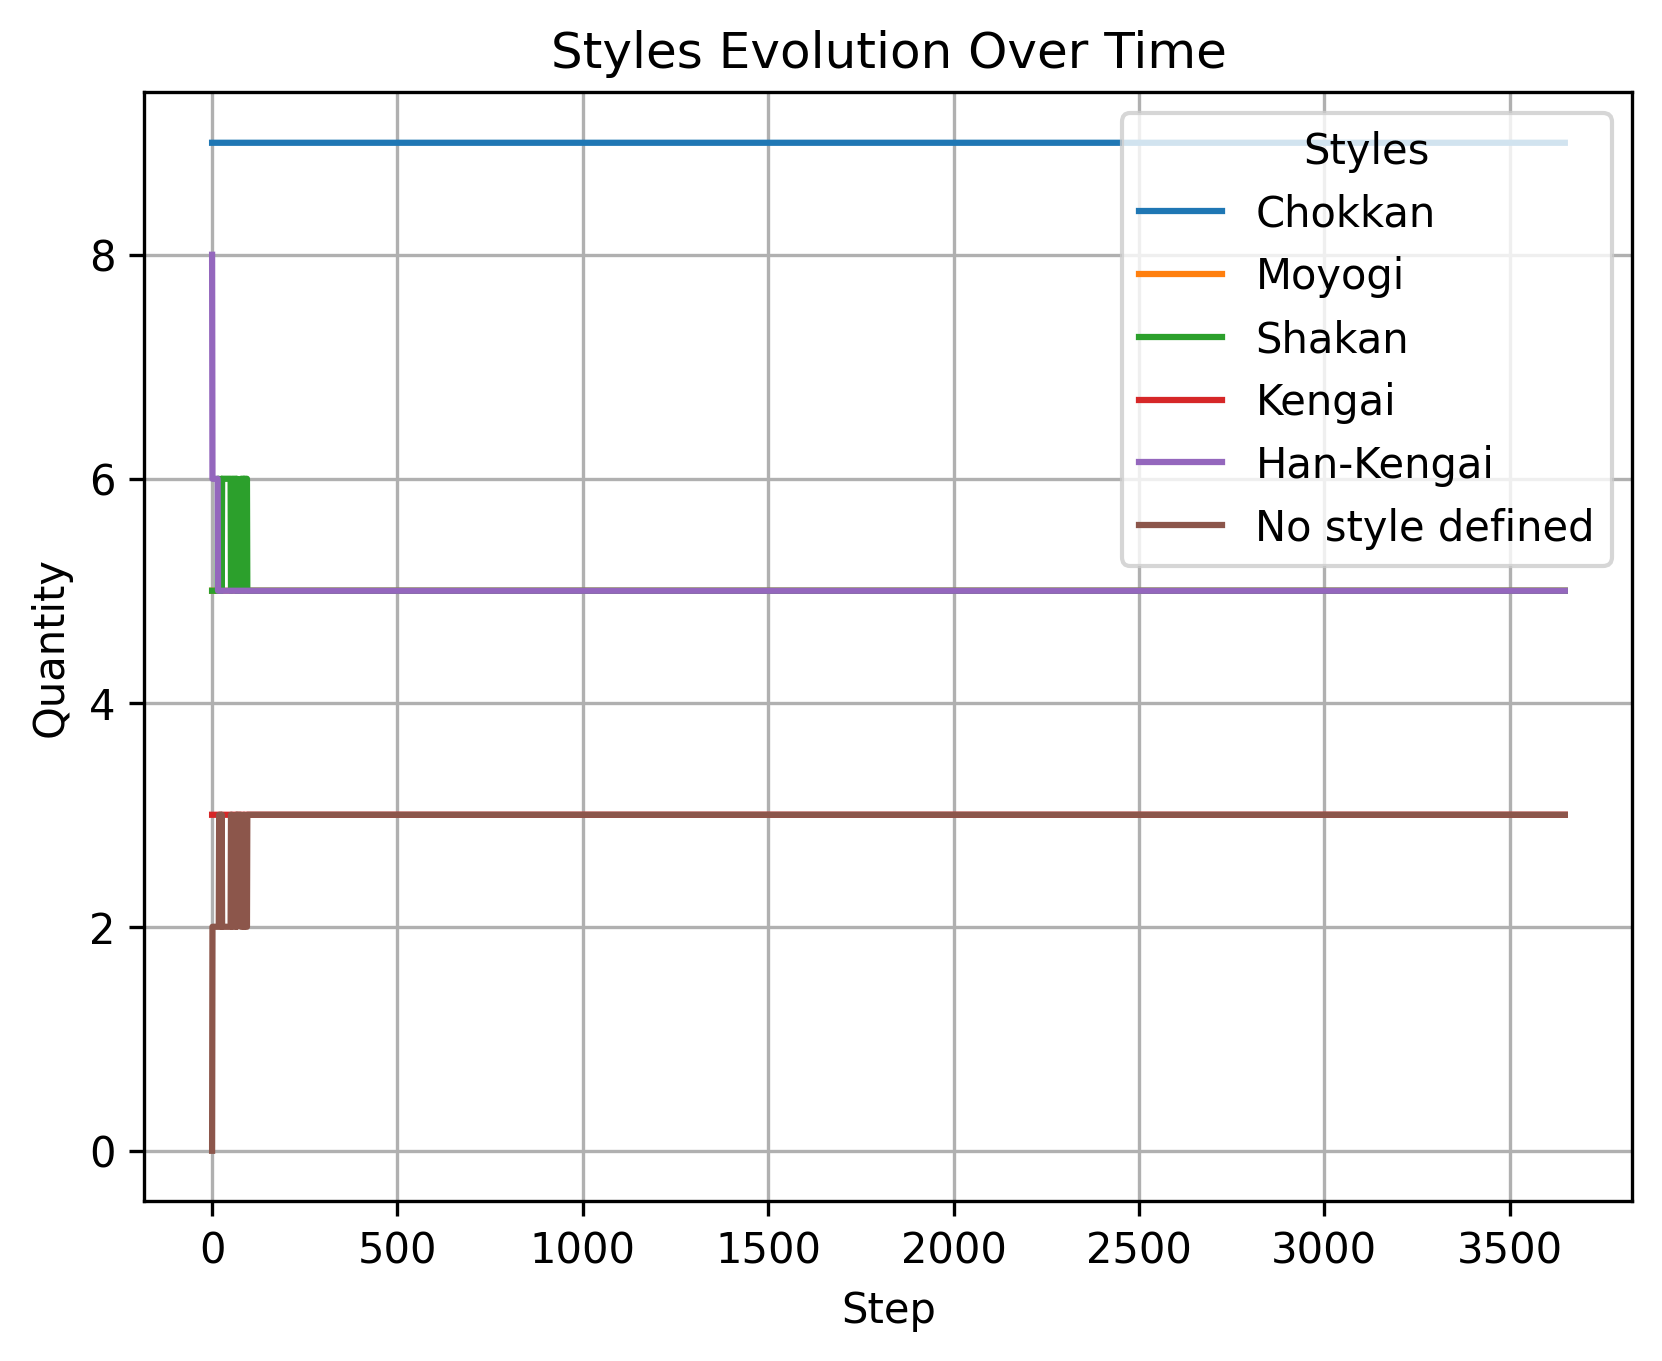 Styles Evolution Over Time
Styles
Chokkan
Moyogi
Shakan
Kengai
Han-Kengai
No style defined
Quantity
8
6
4
2
0
0 500 1000 1500 2000 2500 3000 3500
Step